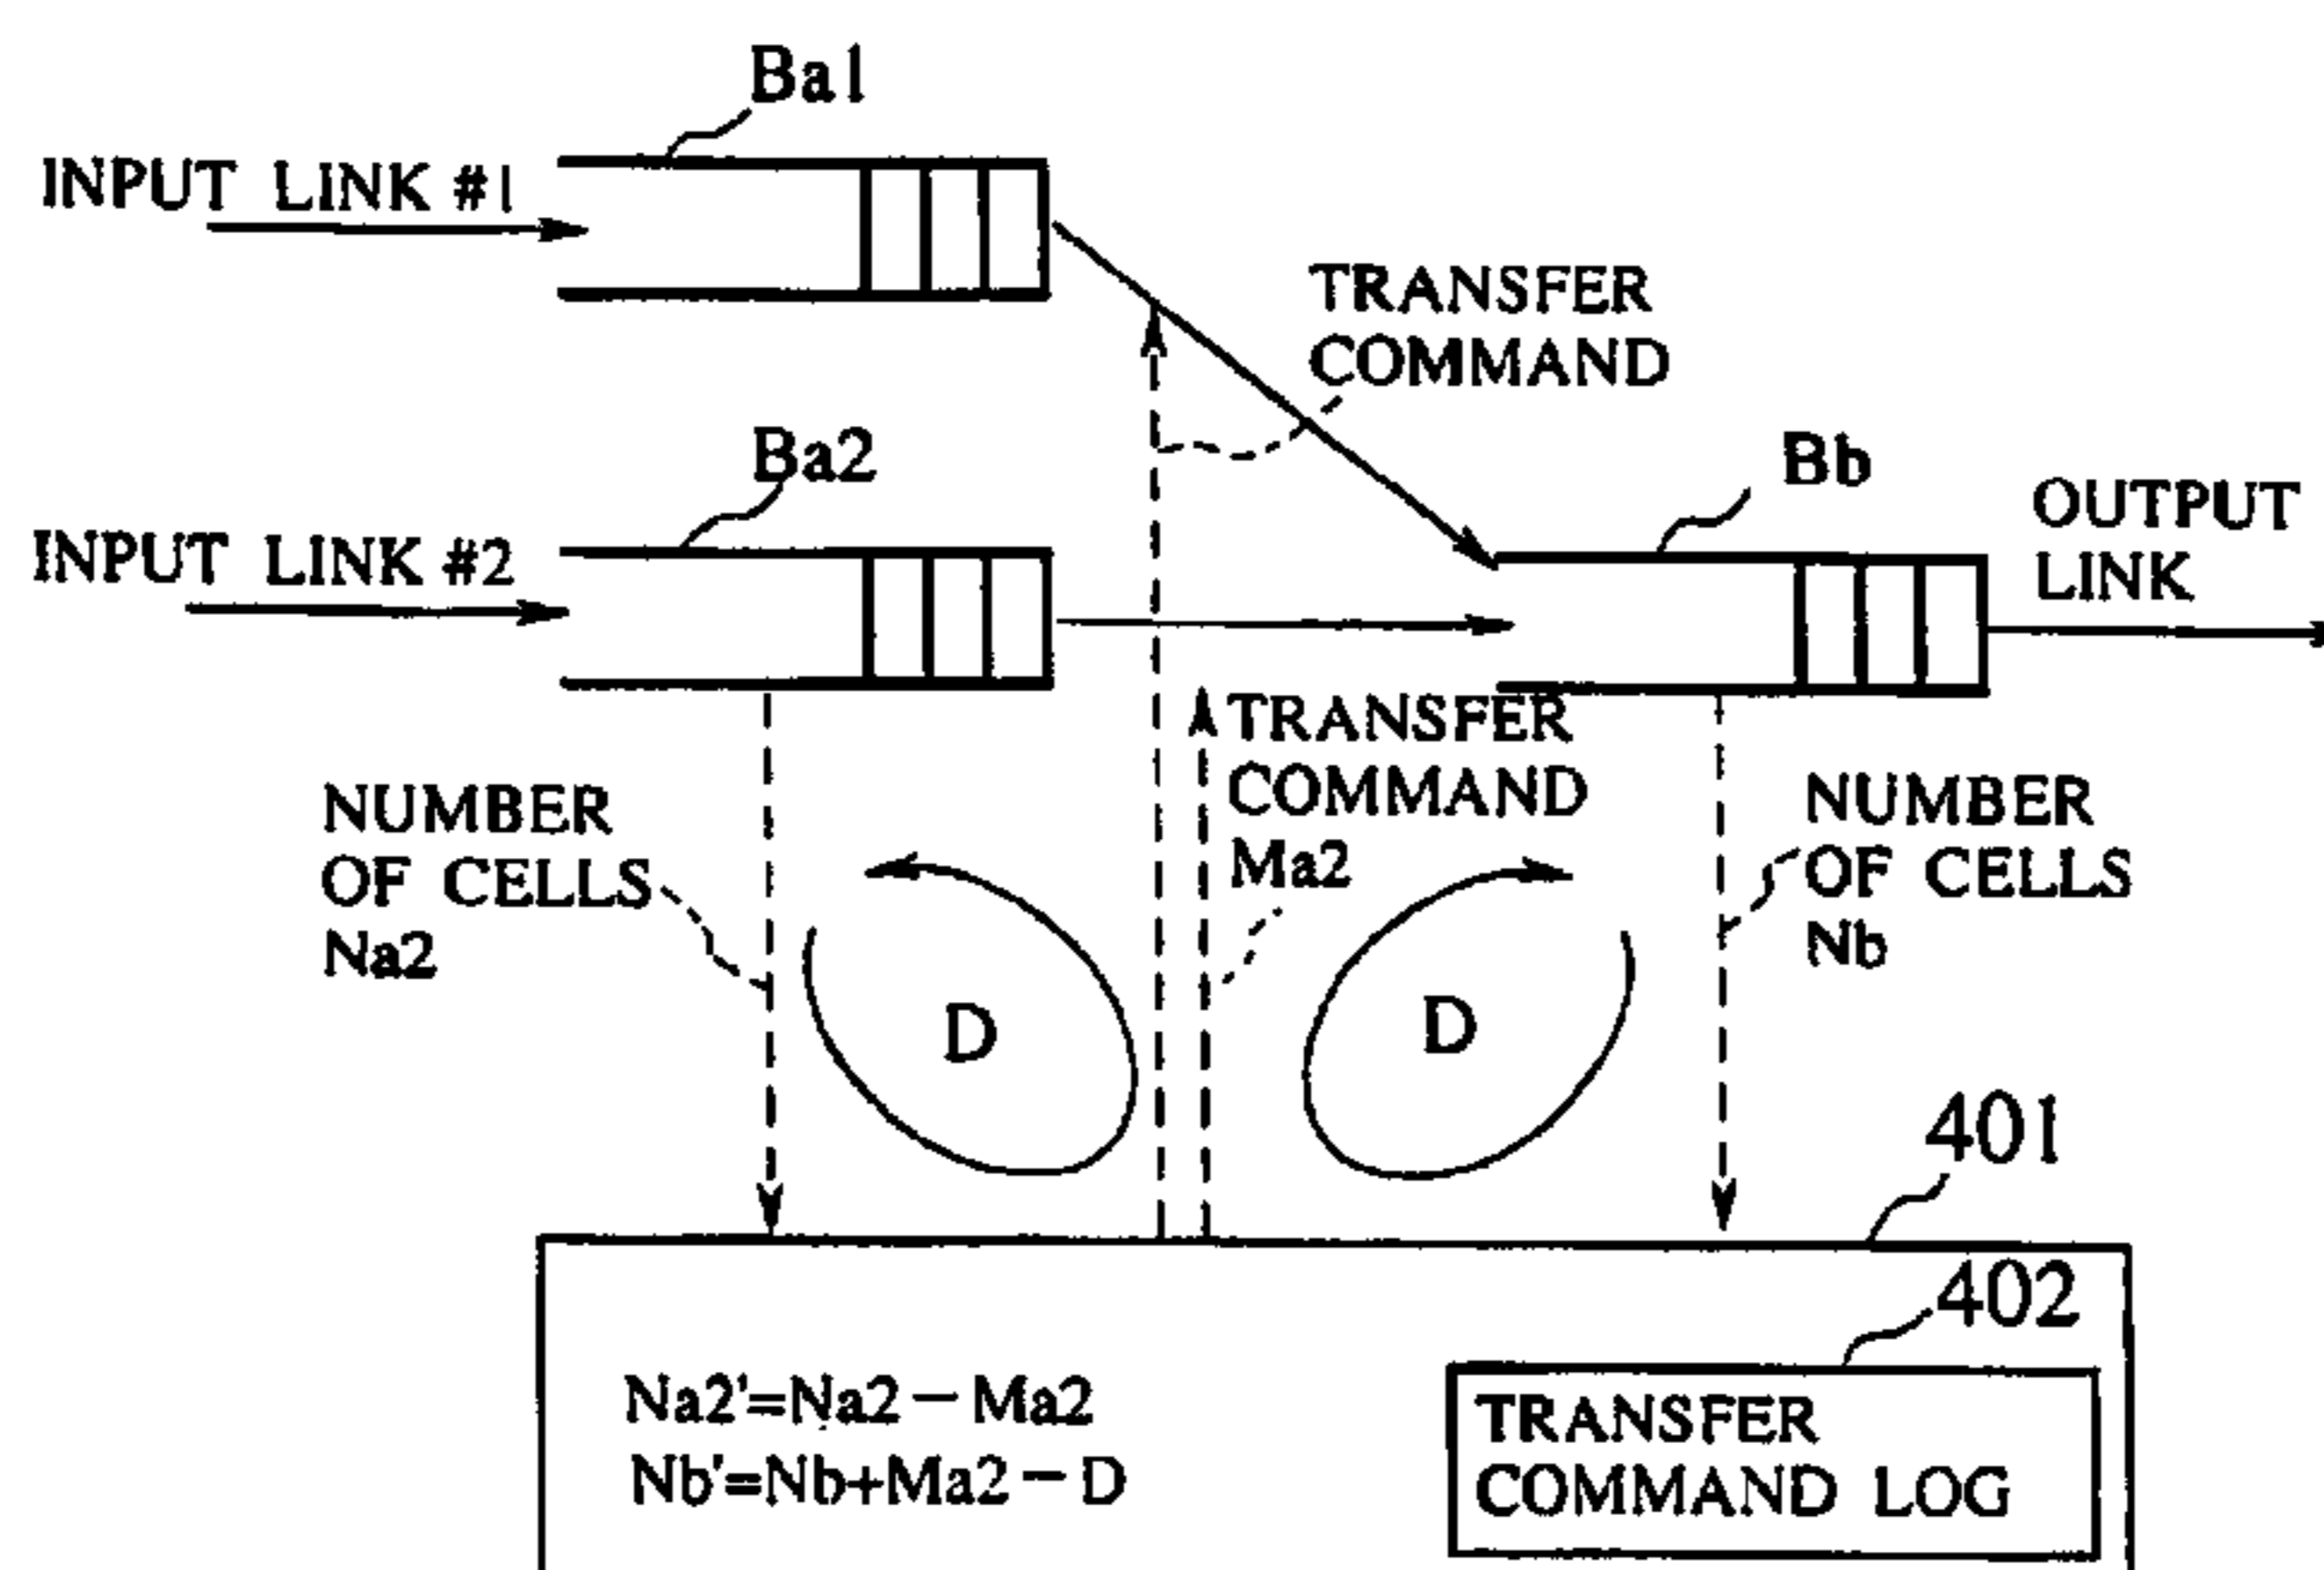 Ba1
INPUT LINK #1
TRANSFER
COMMAND
Ba2
Bb
INPUT LINK #2
OUTPUT
LINK
TRANSFER
COMMAND
Ma2
NUMBER
OF CELLS
Na2
NUMBER
OF CELLS
Nb
D
D
401
402
Na2'=Na2-Ma2
Nb'=Nb+Ma2-D
TRANSFER
COMMAND LOG